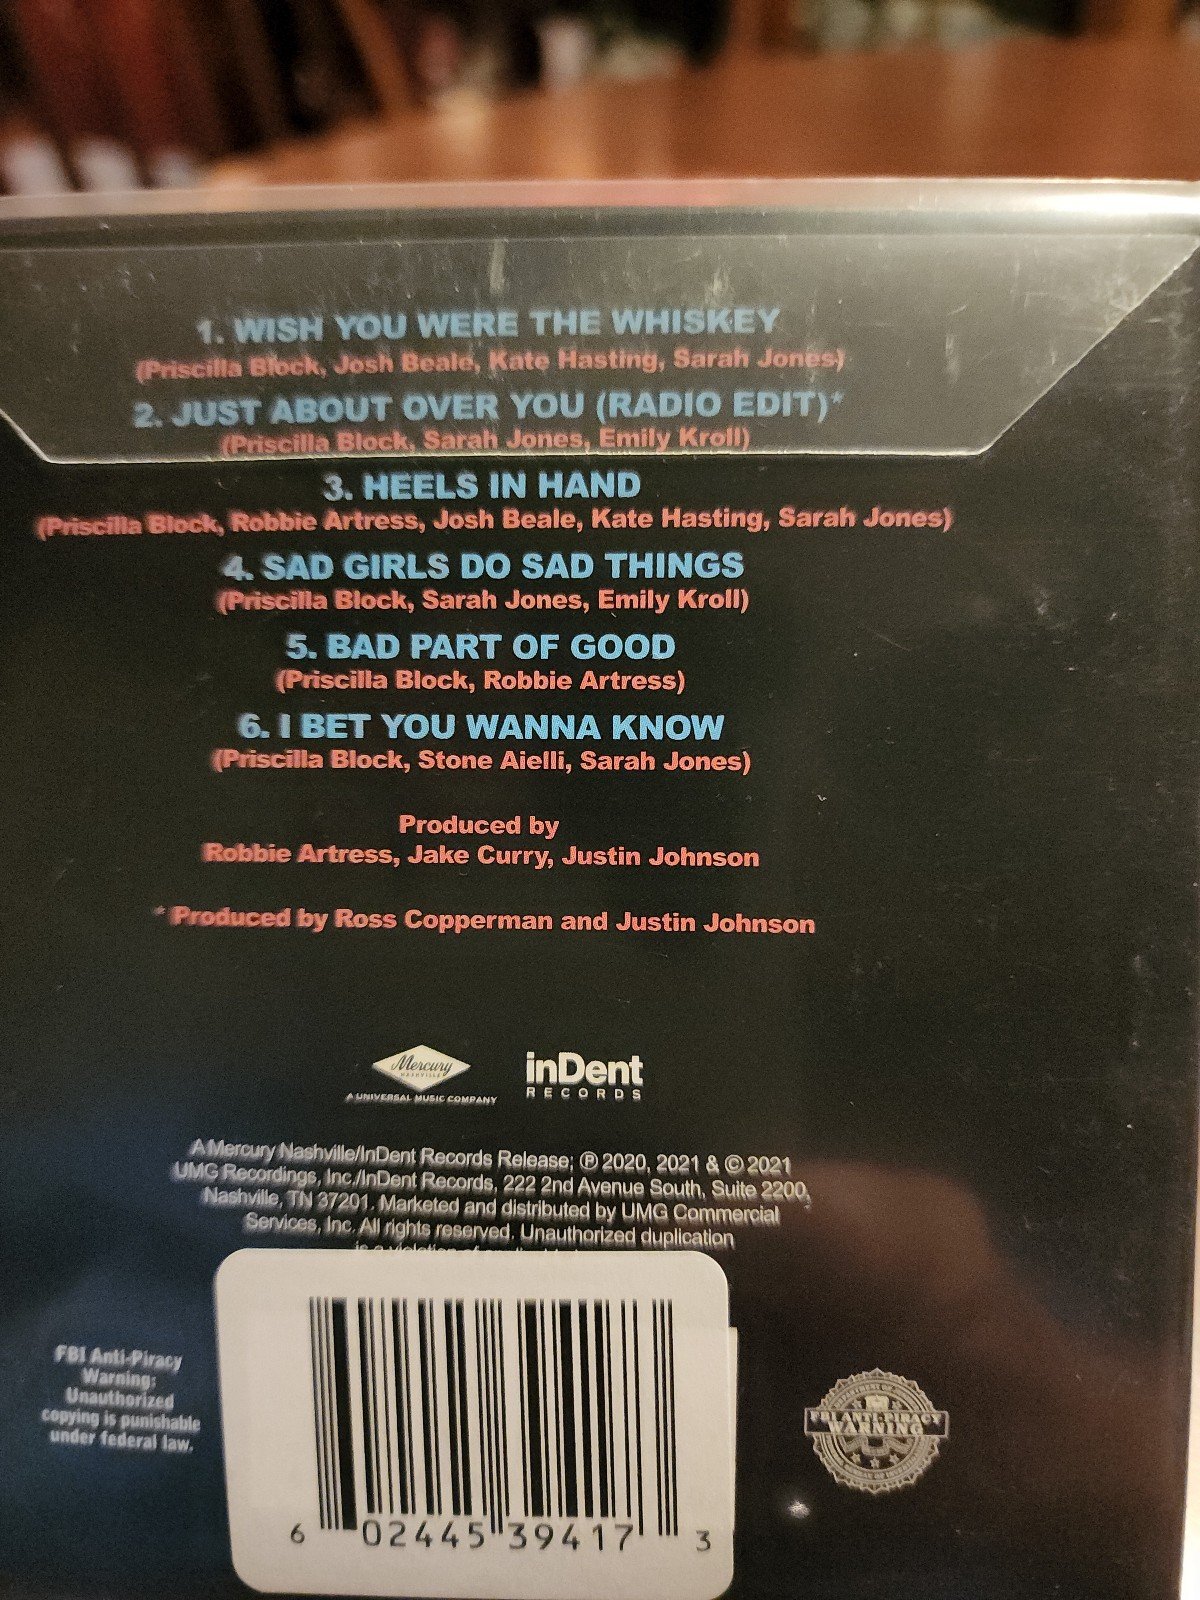 1. WISH YOU WERE THE WHISKEY
(Priscilla Block, Josh Beale, Kate Hasting, Sarah Jones)
2. JUST ABOUT OVER YOU (RADIO EDIT)*
(Priscilla Block, Sarah Jones, Emily Kroll)
3. HEELS IN HAND
(Priscilla Block, Robbie Artress, Josh Beale, Kate Hasting, Sarah Jones)
4. SAD GIRLS DO SAD THINGS
(Priscilla Block, Sarah Jones, Emily Kroll)
5. BAD PART OF GOOD
(Priscilla Block, Robbie Artress)
6. I BET YOU WANNA KNOW
(Priscilla Block, Stone Aielli, Sarah Jones)
Produced by
Robbie Artress, Jake Curry, Justin Johnson
* Produced by Ross Copperman and Justin Johnson
Mercury
NASHVILLE
A UNIVERSAL MUSIC COMPANY
inDent
RECORDS
A Mercury Nashville/InDent Records Release; ℗ 2020, 2021 & © 2021
UMG Recordings, Inc./InDent Records, 222 2nd Avenue South, Suite 2200,
Nashville, TN 37201. Marketed and distributed by UMG Commercial
Services, Inc. All rights reserved. Unauthorized duplication
is a violation of
FBI Anti-Piracy
Warning:
Unauthorized
copying is punishable
under federal law.
FBI ANTI-PIRACY
WARNING
6 02445 39417 3